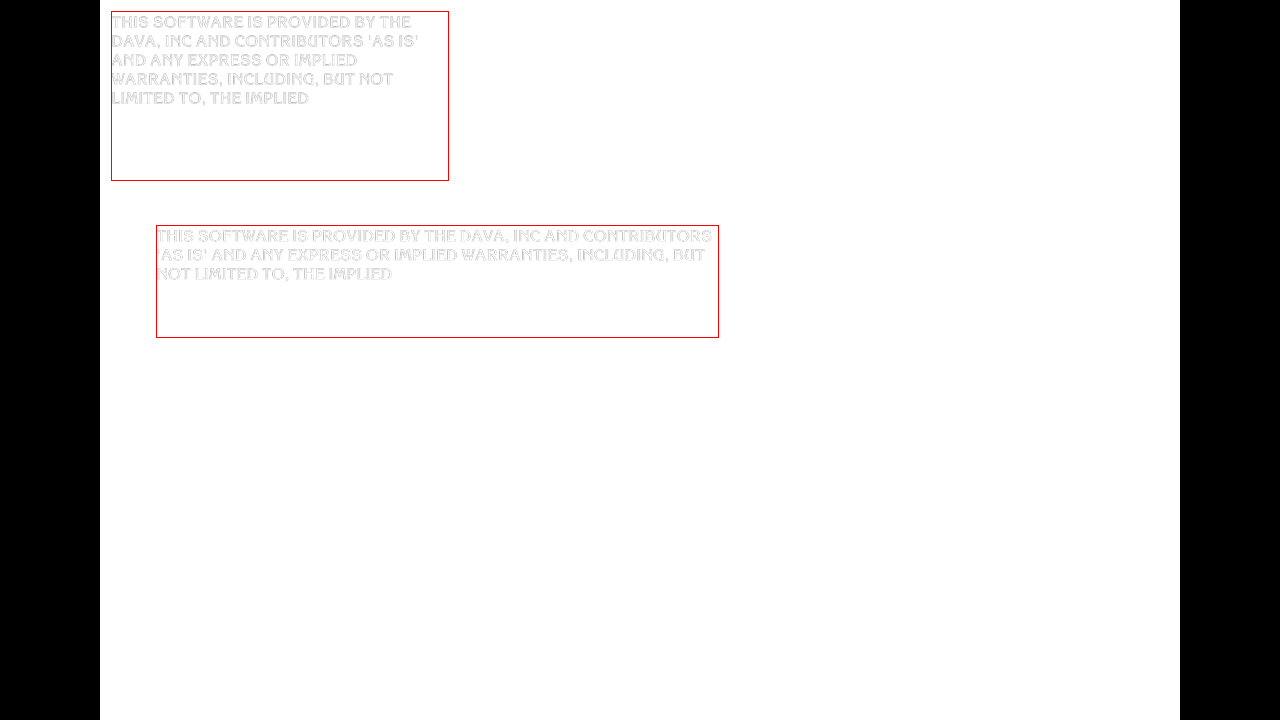 THIS SOFTWARE IS PROVIDED BY THE
DAVA, INC AND CONTRIBUTORS 'AS IS'
AND ANY EXPRESS OR IMPLIED
WARRANTIES, INCLUDING, BUT NOT
LIMITED TO, THE IMPLIED
THIS SOFTWARE IS PROVIDED BY THE DAVA, INC AND CONTRIBUTORS
'AS IS' AND ANY EXPRESS OR IMPLIED WARRANTIES, INCLUDING, BUT
NOT LIMITED TO, THE IMPLIED